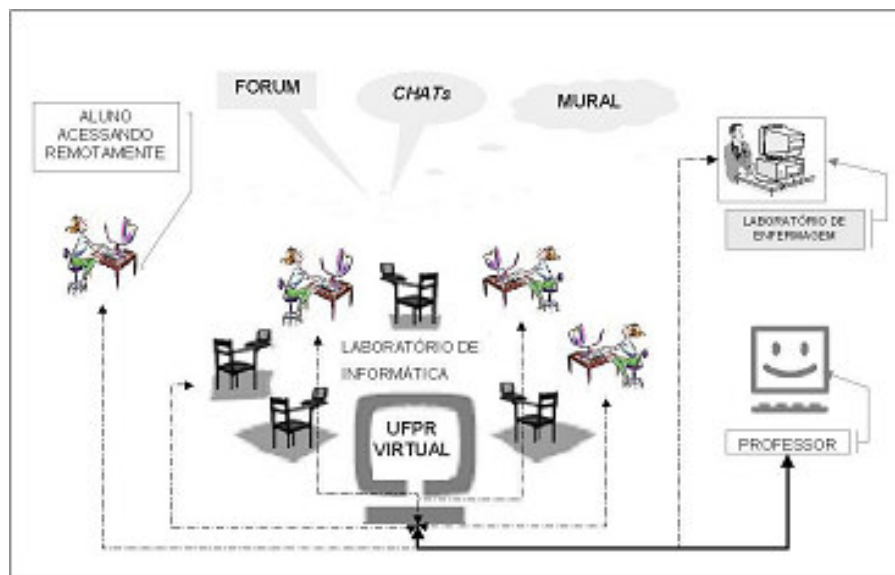 FORUM
CHATs
MURAL
ALUNO
ACESSANDO
REMOTAMENTE
LABORATÓRIO DE
ENFERMAGEM
LABORATÓRIO DE
INFORMÁTICA
UFPR
VIRTUAL
PROFESSOR